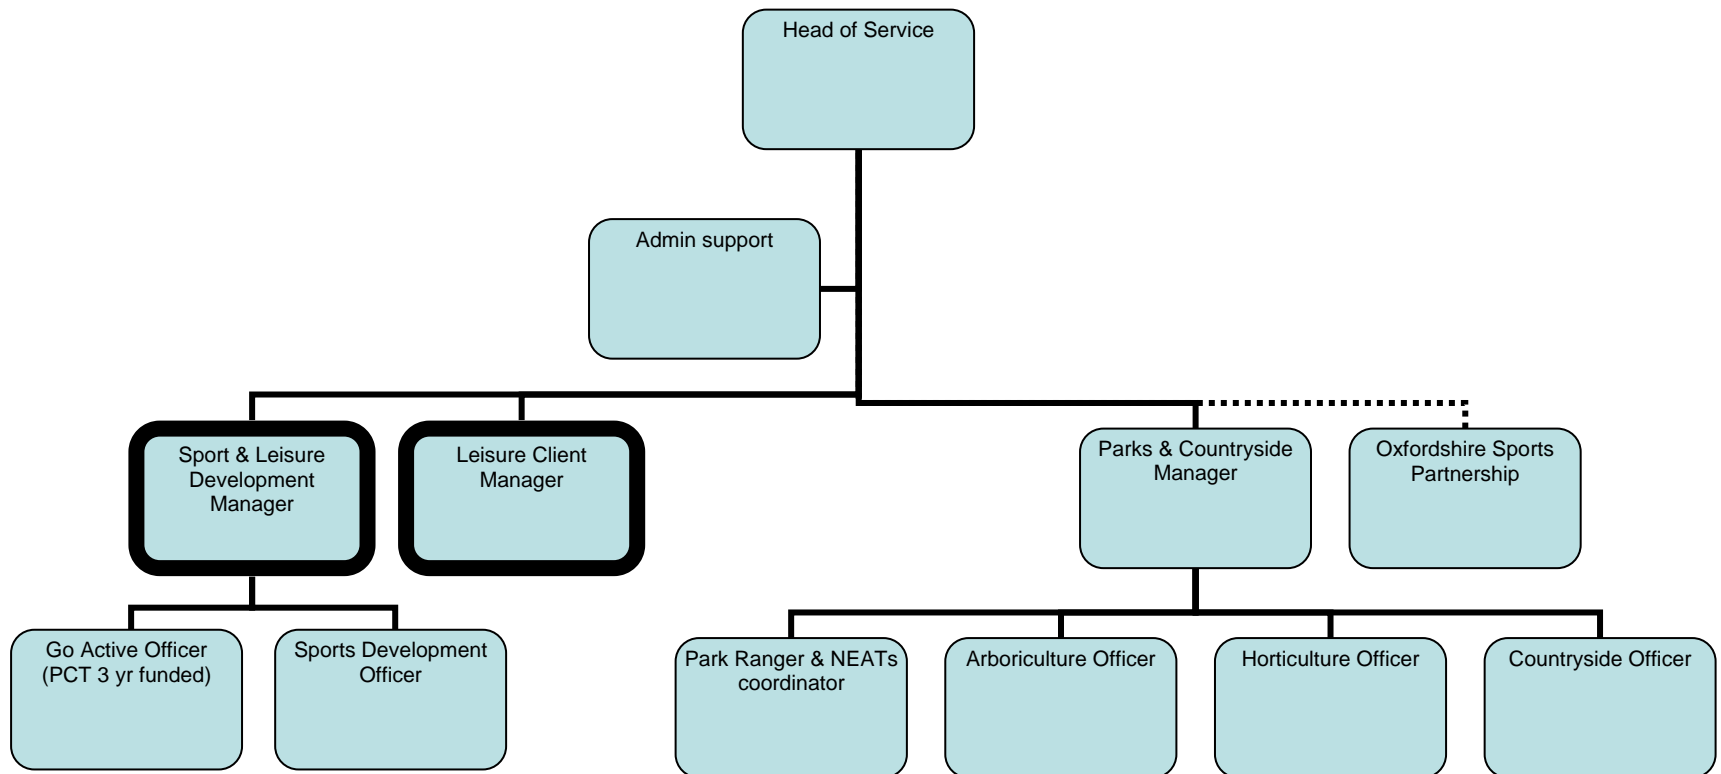 Head of Service
Admin support
Sport & Leisure
Development
Manager
Leisure Client
Manager
Parks & Countryside
Manager
Oxfordshire Sports
Partnership
Go Active Officer
(PCT 3 yr funded)
Sports Development
Officer
Park Ranger & NEATs
coordinator
Arboriculture Officer
Horticulture Officer
Countryside Officer